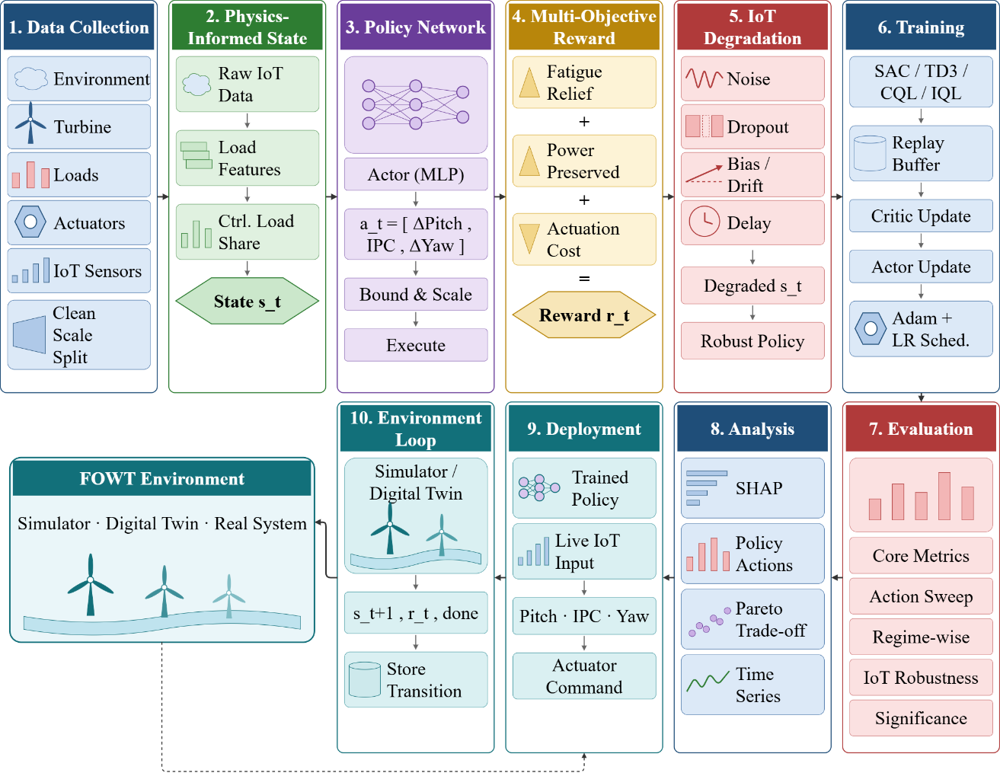 1. Data Collection
Environment
Turbine
Loads
Actuators
IoT Sensors
Clean
Scale
Split
2. Physics-
Informed State
Raw IoT
Data
Load
Features
Ctrl. Load
Share
State s_t
3. Policy Network
Actor (MLP)
a_t = [ ΔPitch ,
IPC , ΔYaw ]
Bound & Scale
Execute
4. Multi-Objective
Reward
Fatigue
Relief
+
Power
Preserved
+
Actuation
Cost
=
Reward r_t
5. IoT
Degradation
Noise
Dropout
Bias /
Drift
Delay
Degraded s_t
Robust Policy
6. Training
SAC / TD3 /
CQL / IQL
Replay
Buffer
Critic Update
Actor Update
Adam +
LR Sched.
7. Evaluation
Core Metrics
Action Sweep
Regime-wise
IoT Robustness
Significance
8. Analysis
SHAP
Policy
Actions
Pareto
Trade-off
Time
Series
9. Deployment
Trained
Policy
Live IoT
Input
Pitch · IPC · Yaw
Actuator
Command
10. Environment
Loop
Simulator /
Digital Twin
s_t+1 , r_t , done
Store
Transition
FOWT Environment
Simulator · Digital Twin · Real System